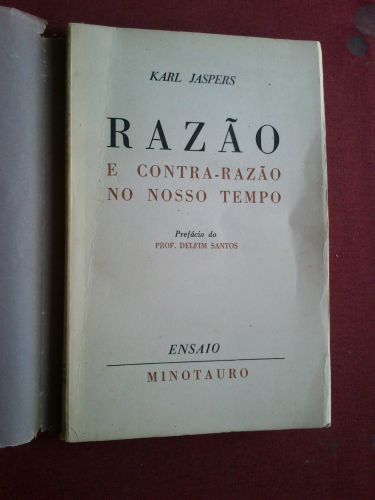 KARL JASPERS
RAZÃO
E CONTRA-RAZÃO
NO NOSSO TEMPO
Prefácio do
PROF. DELFIM SANTOS
ENSAIO
MINOTAURO